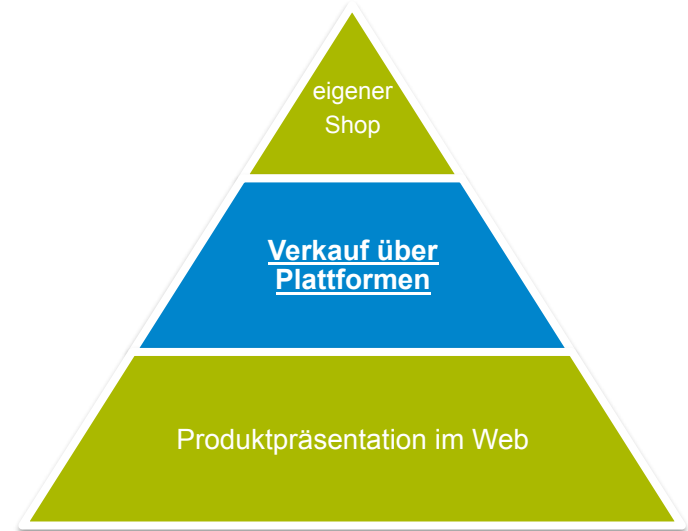 eigener
Shop
Verkauf über
Plattformen
Produktpräsentation im Web